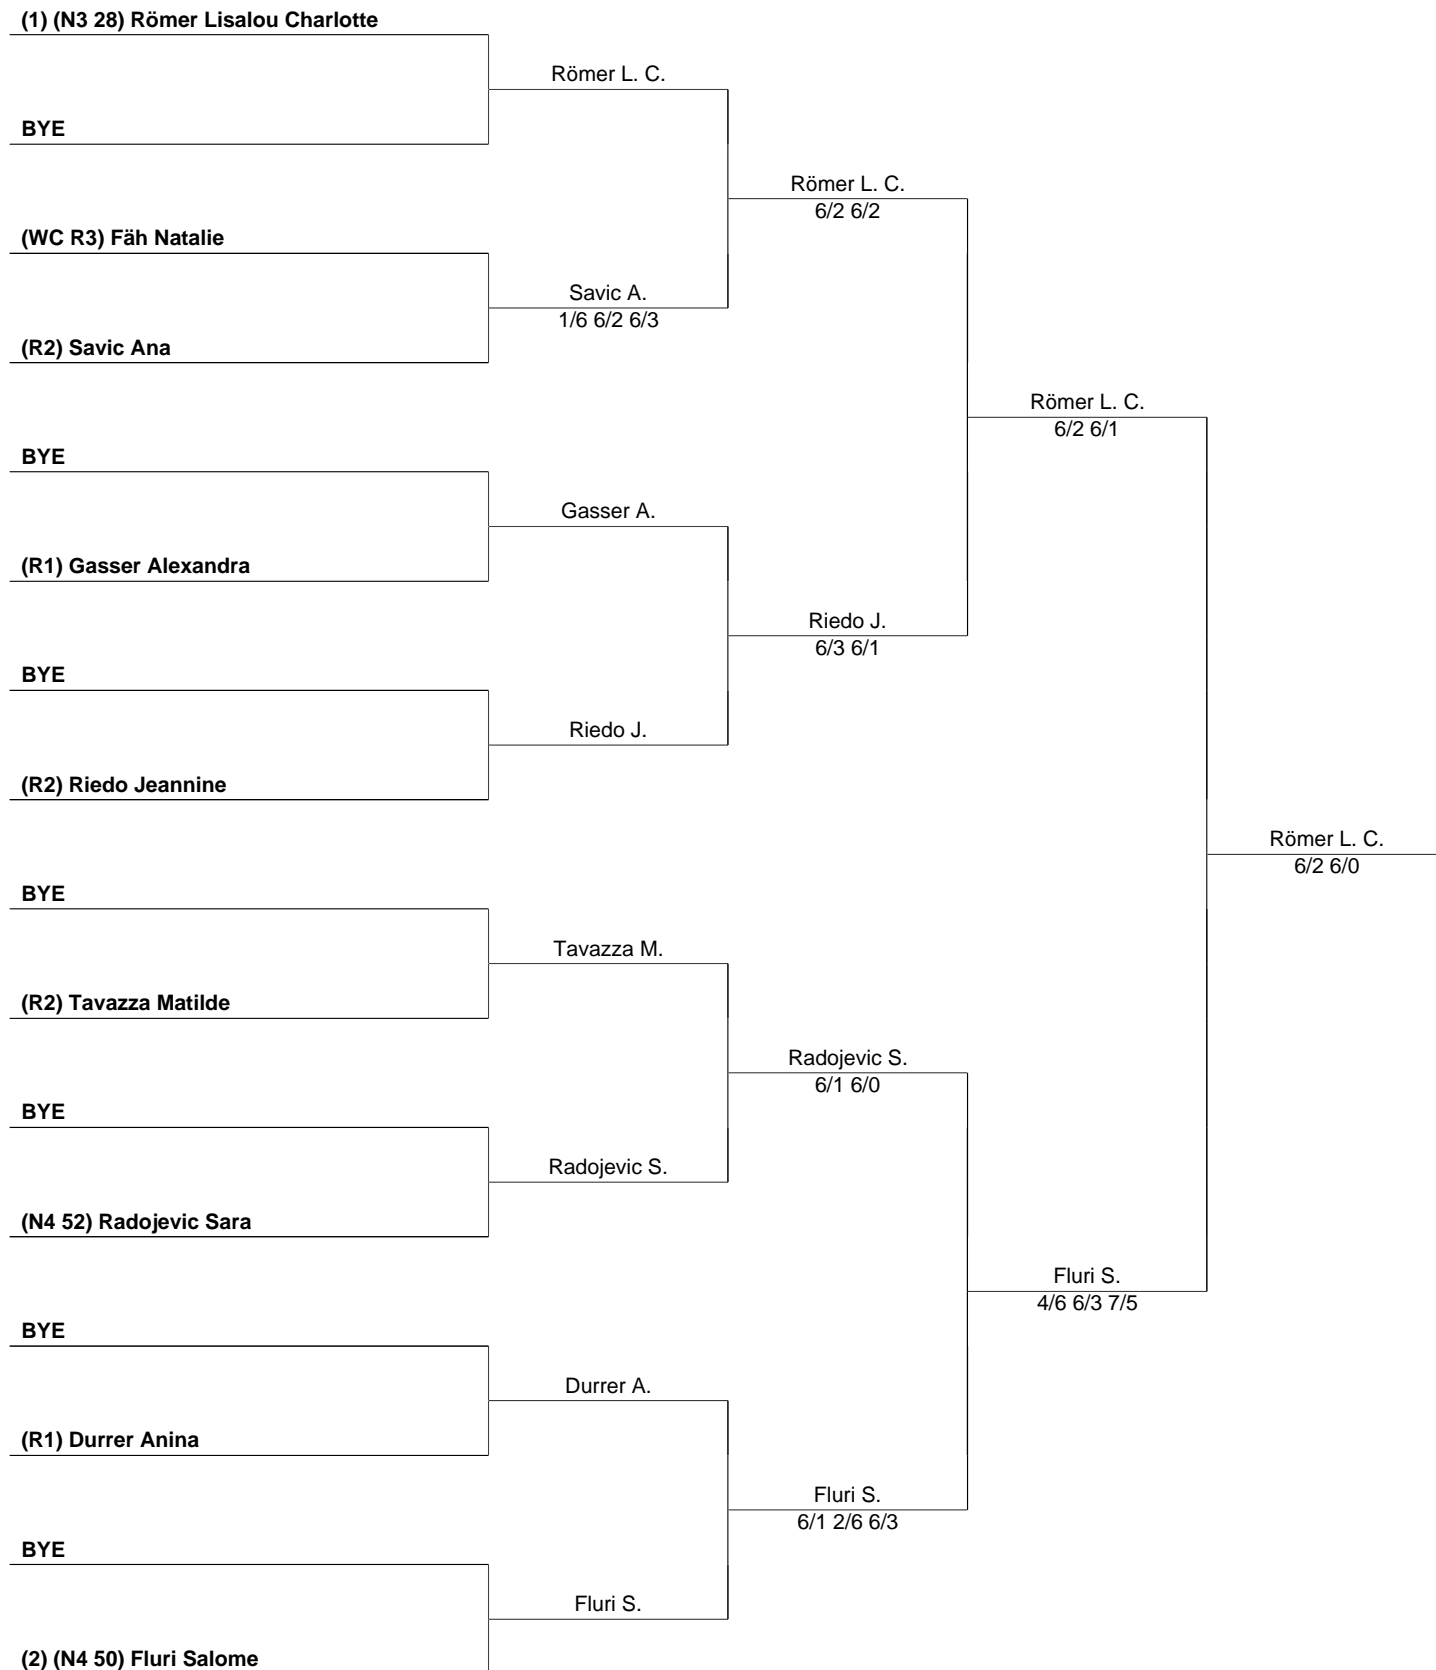 (1) (N3 28) Römer Lisalou Charlotte
Römer L. C.
BYE
Römer L. C.
6/2 6/2
(WC R3) Fäh Natalie
Savic A.
1/6 6/2 6/3
(R2) Savic Ana
Römer L. C.
6/2 6/1
BYE
Gasser A.
(R1) Gasser Alexandra
Riedo J.
6/3 6/1
BYE
Riedo J.
(R2) Riedo Jeannine
Römer L. C.
6/2 6/0
BYE
Tavazza M.
(R2) Tavazza Matilde
Radojevic S.
6/1 6/0
BYE
Radojevic S.
(N4 52) Radojevic Sara
Fluri S.
4/6 6/3 7/5
BYE
Durrer A.
(R1) Durrer Anina
Fluri S.
6/1 2/6 6/3
BYE
Fluri S.
(2) (N4 50) Fluri Salome